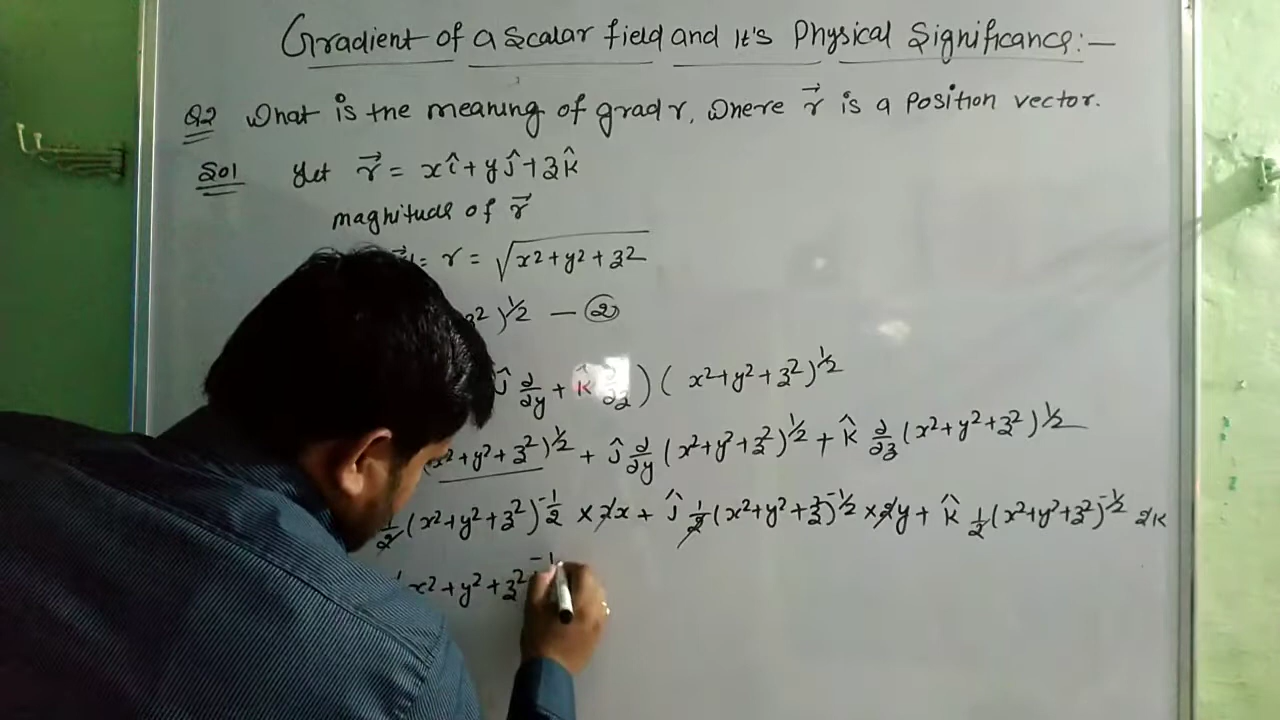 Gradient of a Scalar field and It's Physical Significance:—
Q2 What is the meaning of grad r, where r⃗ is a Position vector.
Sol Let r⃗ = xî + yĵ + zk̂
magnitude of r⃗
= r = √(x² + y² + z²)
z²)^1/2 — ②
ĵ ∂/∂y + k̂ ∂/∂z ) ( x² + y² + z²)^1/2
(x² + y² + z²)^1/2 + ĵ ∂/∂y (x² + y² + z²)^1/2 + k̂ ∂/∂z (x² + y² + z²)^1/2
1/2 (x² + y² + z²)^-1/2 × 2x + ĵ 1/2 (x² + y² + z²)^-1/2 × 2y + k̂ 1/2 (x² + y² + z²)^-1/2 2k
x² + y² + z² -1